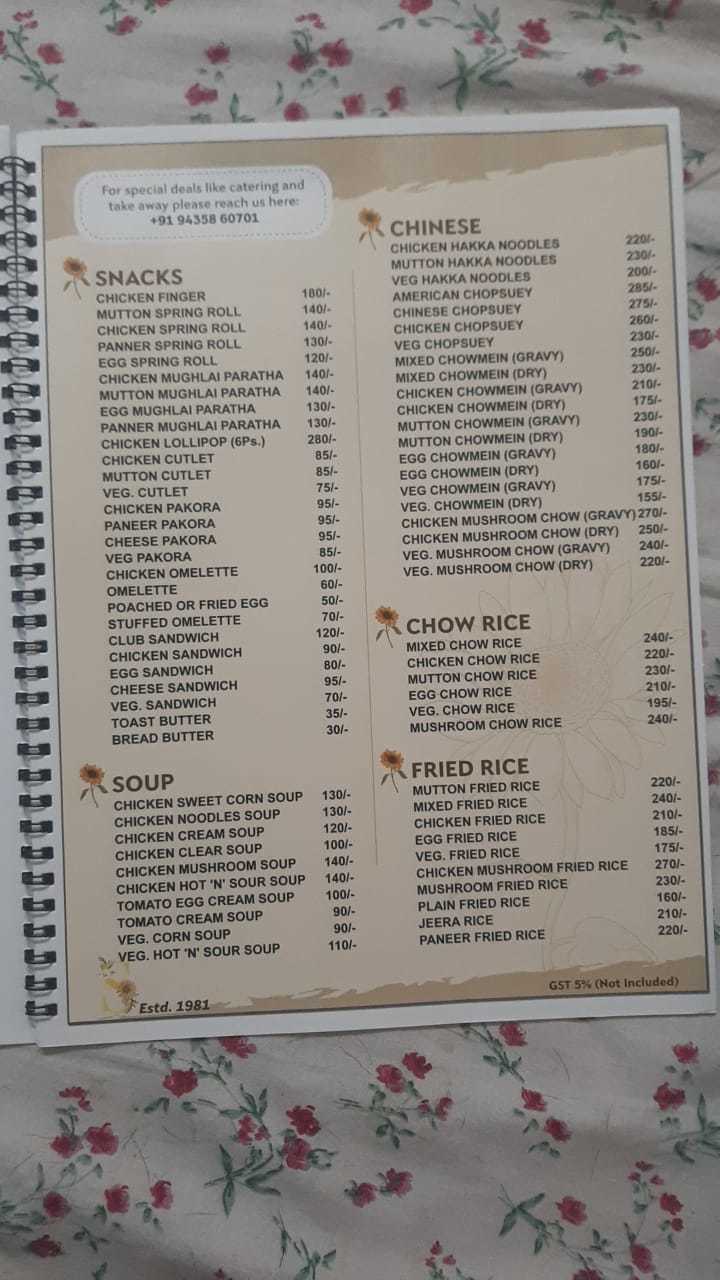 For special deals like catering and
take away please reach us here:
+91 94358 60701
SNACKS
CHICKEN FINGER 180/-
MUTTON SPRING ROLL 140/-
CHICKEN SPRING ROLL 140/-
PANNER SPRING ROLL 130/-
EGG SPRING ROLL 120/-
CHICKEN MUGHLAI PARATHA 140/-
MUTTON MUGHLAI PARATHA 140/-
EGG MUGHLAI PARATHA 130/-
PANNER MUGHLAI PARATHA 130/-
CHICKEN LOLLIPOP (6Ps.) 280/-
CHICKEN CUTLET 85/-
MUTTON CUTLET 85/-
VEG. CUTLET 75/-
CHICKEN PAKORA 95/-
PANEER PAKORA 95/-
CHEESE PAKORA 95/-
VEG PAKORA 85/-
CHICKEN OMELETTE 100/-
OMELETTE 60/-
POACHED OR FRIED EGG 50/-
STUFFED OMELETTE 70/-
CLUB SANDWICH 120/-
CHICKEN SANDWICH 90/-
EGG SANDWICH 80/-
CHEESE SANDWICH 95/-
VEG. SANDWICH 70/-
TOAST BUTTER 35/-
BREAD BUTTER 30/-
SOUP
CHICKEN SWEET CORN SOUP 130/-
CHICKEN NOODLES SOUP 130/-
CHICKEN CREAM SOUP 120/-
CHICKEN CLEAR SOUP 100/-
CHICKEN MUSHROOM SOUP 140/-
CHICKEN HOT 'N' SOUR SOUP 140/-
TOMATO EGG CREAM SOUP 100/-
TOMATO CREAM SOUP 90/-
VEG. CORN SOUP 90/-
VEG. HOT 'N' SOUR SOUP 110/-
Estd. 1981
CHINESE
CHICKEN HAKKA NOODLES 220/-
MUTTON HAKKA NOODLES 230/-
VEG HAKKA NOODLES 200/-
AMERICAN CHOPSUEY 285/-
CHINESE CHOPSUEY 275/-
CHICKEN CHOPSUEY 260/-
VEG CHOPSUEY 230/-
MIXED CHOWMEIN (GRAVY) 250/-
MIXED CHOWMEIN (DRY) 230/-
CHICKEN CHOWMEIN (GRAVY) 210/-
CHICKEN CHOWMEIN (DRY) 175/-
MUTTON CHOWMEIN (GRAVY) 230/-
MUTTON CHOWMEIN (DRY) 190/-
EGG CHOWMEIN (GRAVY) 180/-
EGG CHOWMEIN (DRY) 160/-
VEG CHOWMEIN (GRAVY) 175/-
VEG. CHOWMEIN (DRY) 155/-
CHICKEN MUSHROOM CHOW (GRAVY) 270/-
CHICKEN MUSHROOM CHOW (DRY) 250/-
VEG. MUSHROOM CHOW (GRAVY) 240/-
VEG. MUSHROOM CHOW (DRY) 220/-
CHOW RICE
MIXED CHOW RICE 240/-
CHICKEN CHOW RICE 220/-
MUTTON CHOW RICE 230/-
EGG CHOW RICE 210/-
VEG. CHOW RICE 195/-
MUSHROOM CHOW RICE 240/-
FRIED RICE
MUTTON FRIED RICE 220/-
MIXED FRIED RICE 240/-
CHICKEN FRIED RICE 210/-
EGG FRIED RICE 185/-
VEG. FRIED RICE 175/-
CHICKEN MUSHROOM FRIED RICE 270/-
MUSHROOM FRIED RICE 230/-
PLAIN FRIED RICE 160/-
JEERA RICE 210/-
PANEER FRIED RICE 220/-
GST 5% (Not Included)